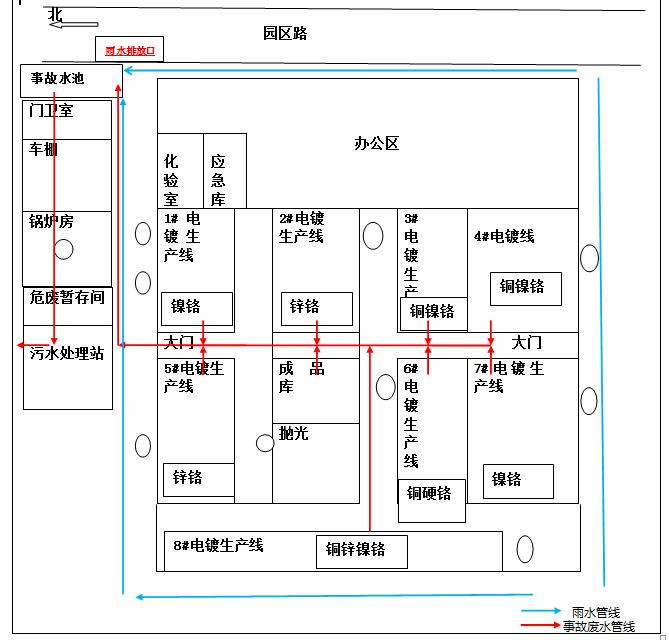 北
园区路
雨水排放口
事故水池
门卫室
车棚
锅炉房
危废暂存间
污水处理站
办公区
化
验
室
应
急
库
1# 电
镀 生
产线
镍铬
2#电镀
生产线
锌铬
3#
电
镀
生
产
铜镍铬
4#电镀线
铜镍铬
大门
大门
5#电镀生
产线
锌铬
成 品
库
抛光
6#
电
镀
生
产
线
铜硬铬
7#电镀生
产线
镍铬
8#电镀生产线
铜锌镍铬
雨水管线
事故废水管线